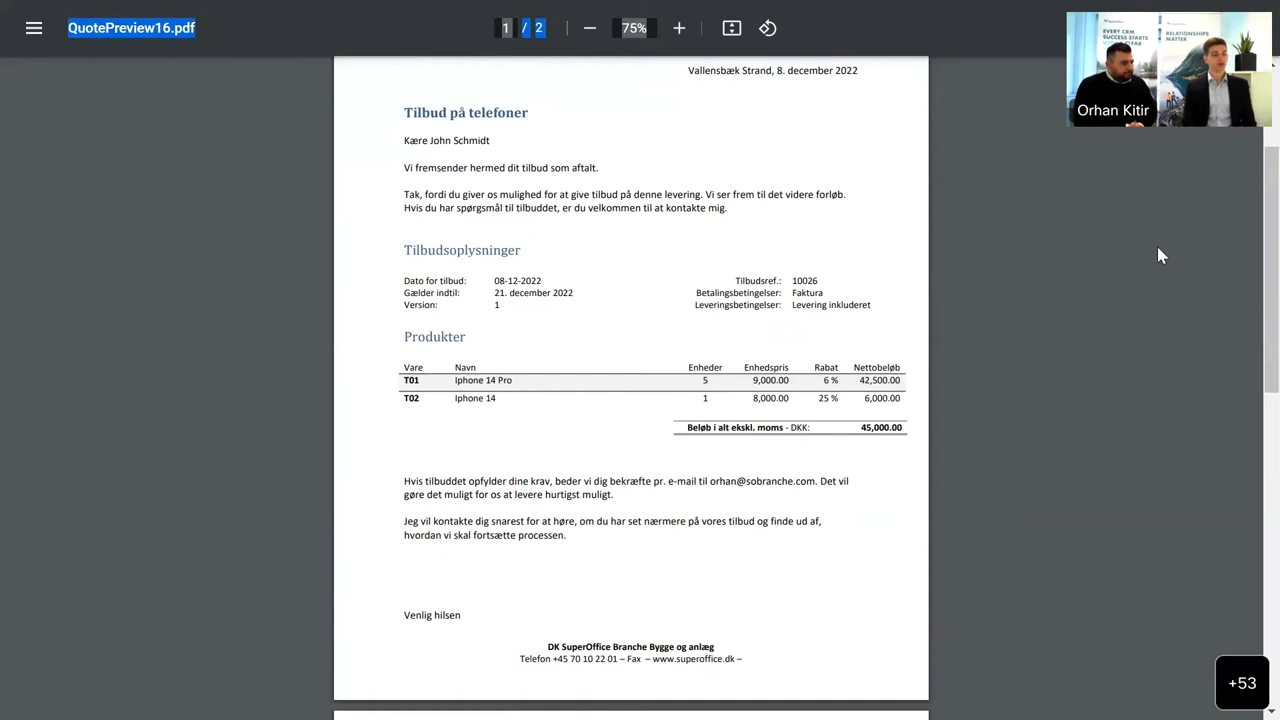 QuotePreview16.pdf
1 / 2
75%
EVERY CRM
SUCCESS STARTS
RELATIONSHIPS
MATTER
Orhan Kitir
Vallensbæk Strand, 8. december 2022
Tilbud på telefoner
Kære John Schmidt
Vi fremsender hermed dit tilbud som aftalt.
Tak, fordi du giver os mulighed for at give tilbud på denne levering. Vi ser frem til det videre forløb.
Hvis du har spørgsmål til tilbuddet, er du velkommen til at kontakte mig.
Tilbudsoplysninger
Dato for tilbud: 08-12-2022 Tilbudsref.: 10026
Gælder indtil: 21. december 2022 Betalingsbetingelser: Faktura
Version: 1 Leveringsbetingelser: Levering inkluderet
Produkter
Vare Navn Enheder Enhedspris Rabat Nettobeløb
T01 Iphone 14 Pro 5 9,000.00 6 % 42,500.00
T02 Iphone 14 1 8,000.00 25 % 6,000.00
Beløb i alt ekskl. moms - DKK: 45,000.00
Hvis tilbuddet opfylder dine krav, beder vi dig bekræfte pr. e-mail til orhan@sobranche.com. Det vil
gøre det muligt for os at levere hurtigst muligt.
Jeg vil kontakte dig snarest for at høre, om du har set nærmere på vores tilbud og finde ud af,
hvordan vi skal fortsætte processen.
Venlig hilsen
DK SuperOffice Branche Bygge og anlæg
Telefon +45 70 10 22 01 – Fax – www.superoffice.dk –
+53